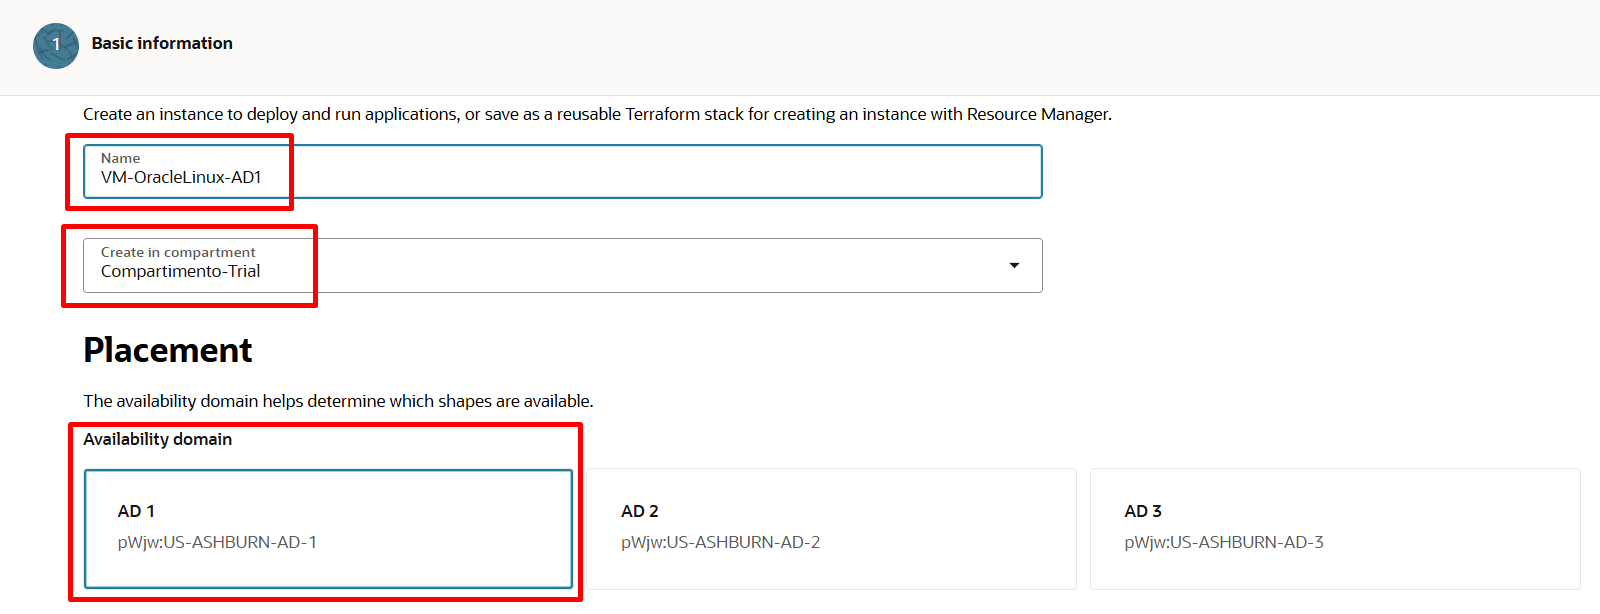 1
Basic information
Create an instance to deploy and run applications, or save as a reusable Terraform stack for creating an instance with Resource Manager.
Name
VM-OracleLinux-AD1
Create in compartment
Compartimento-Trial
Placement
The availability domain helps determine which shapes are available.
Availability domain
AD 1
pWjw:US-ASHBURN-AD-1
AD 2
pWjw:US-ASHBURN-AD-2
AD 3
pWjw:US-ASHBURN-AD-3